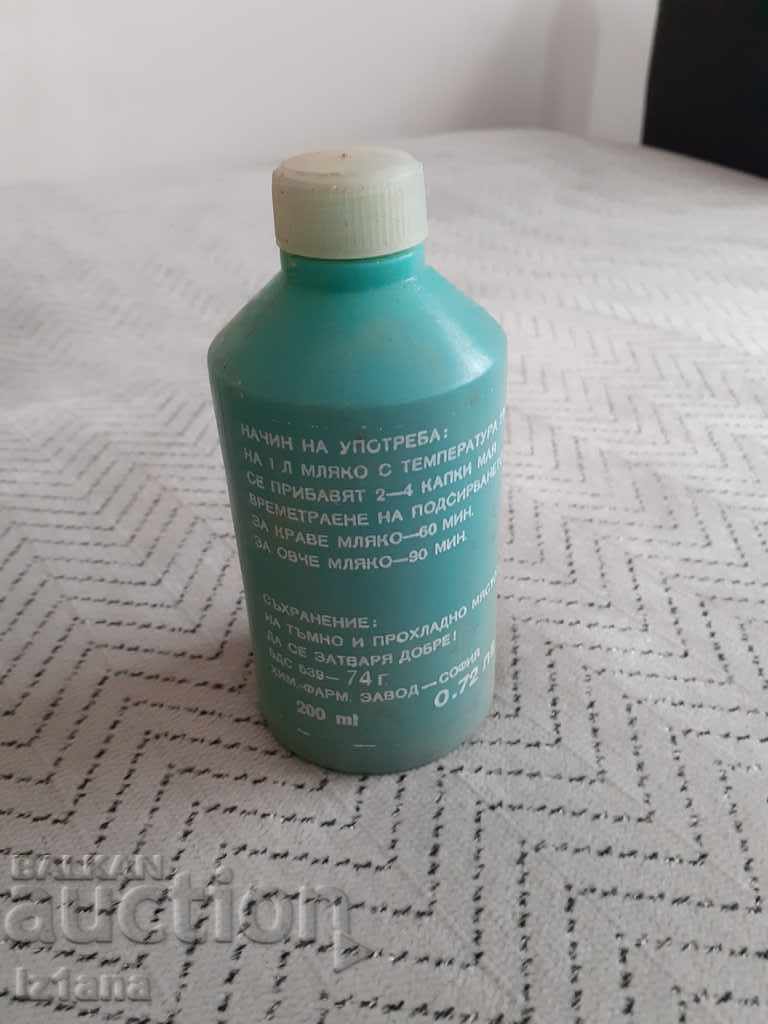 НАЧИН НА УПОТРЕБА:
НА 1 Л МЛЯКО С ТЕМПЕРАТУРА
СЕ ПРИБАВЯТ 2—4 КАПКИ МАЯ
ВРЕМЕТРАЕНЕ НА ПОДСИРВАНЕТО
ЗА КРАВЕ МЛЯКО—60 МИН.
ЗА ОВЧЕ МЛЯКО—90 МИН.
СЪХРАНЕНИЕ:
НА ТЪМНО И ПРОХЛАДНО МЯСТО
ДА СЕ ЗАТВАРЯ ДОБРЕ!
БДС 539—74 г.
ХИМ.-ФАРМ. ЗАВОД—СОФИЯ
200 ml 0.72 лв
BALKAN
auction
iz1ana